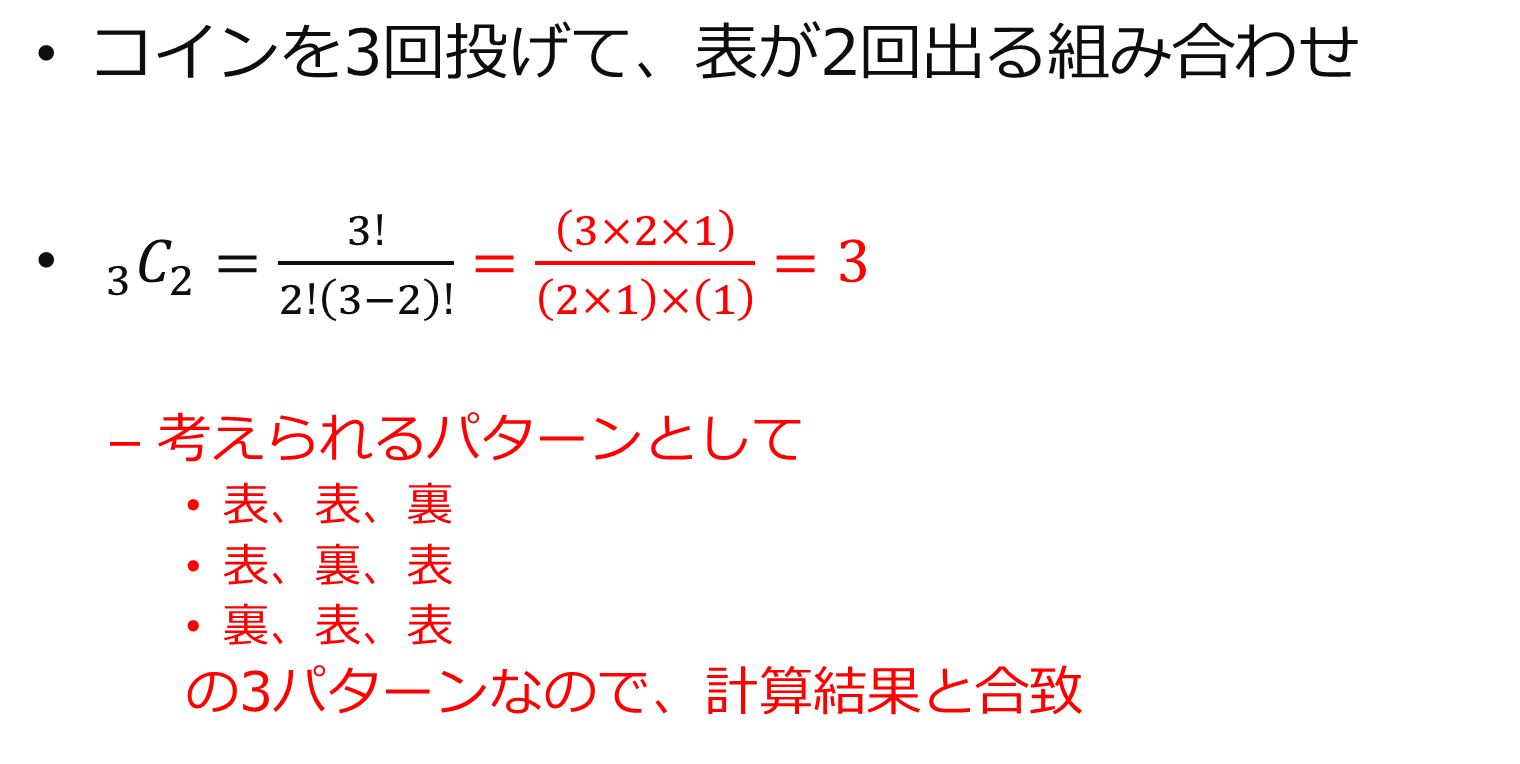 • コインを3回投げて、表が2回出る組み合わせ
• ₃C₂ = 3!/(2!(3−2)!) = (3×2×1)/((2×1)×(1)) = 3
– 考えられるパターンとして
• 表、表、裏
• 表、裏、表
• 裏、表、表
の3パターンなので、計算結果と合致